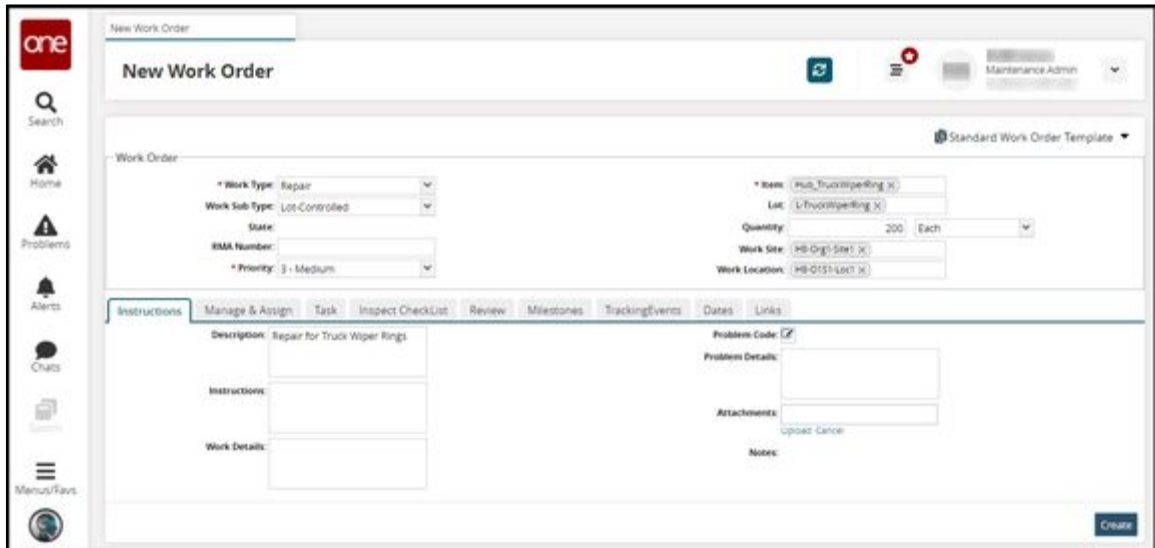 one
New Work Order
New Work Order
Maintenance Admin
Search
Home
Problems
Alerts
Chats
Menus/Favs
Standard Work Order Template
Work Order
* Work Type: Repair
Work Sub Type: Lot-Controlled
State:
RMA Number:
* Priority: 3 - Medium
* Item: Hub_TruckWiperRing ×
Lot: L-TruckWiperRing ×
Quantity: 200 Each
Work Site: H8-Org1-Site1 ×
Work Location: H8-O1S1-Loc1 ×
Instructions Manage & Assign Task Inspect CheckList Review Milestones TrackingEvents Dates Links
Description: Repair for Truck Wiper Rings
Instructions:
Work Details:
Problem Code:
Problem Details:
Attachments:
Upload Cancel
Notes:
Create